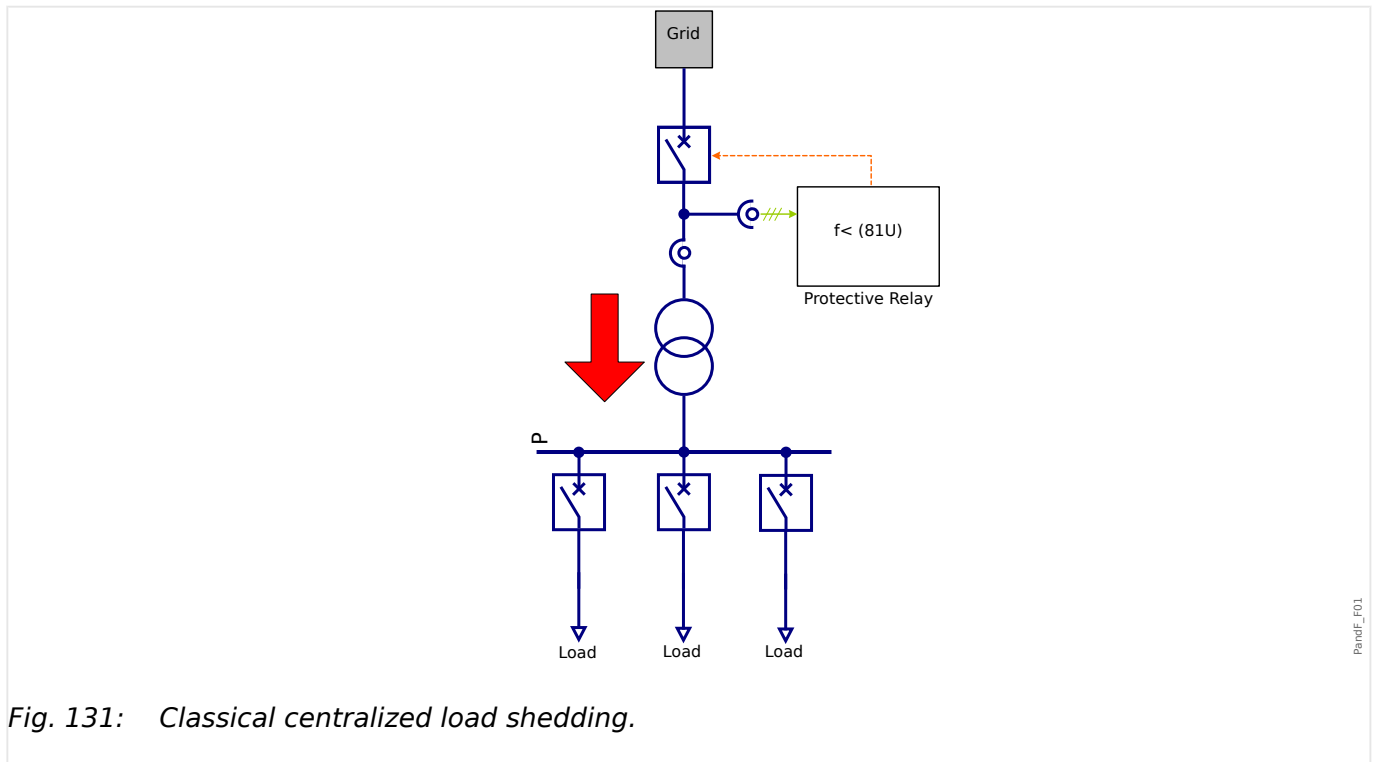 Grid
f< (81U)
Protective Relay
P
Load
Load
Load
PandF_F01
Fig. 131: Classical centralized load shedding.